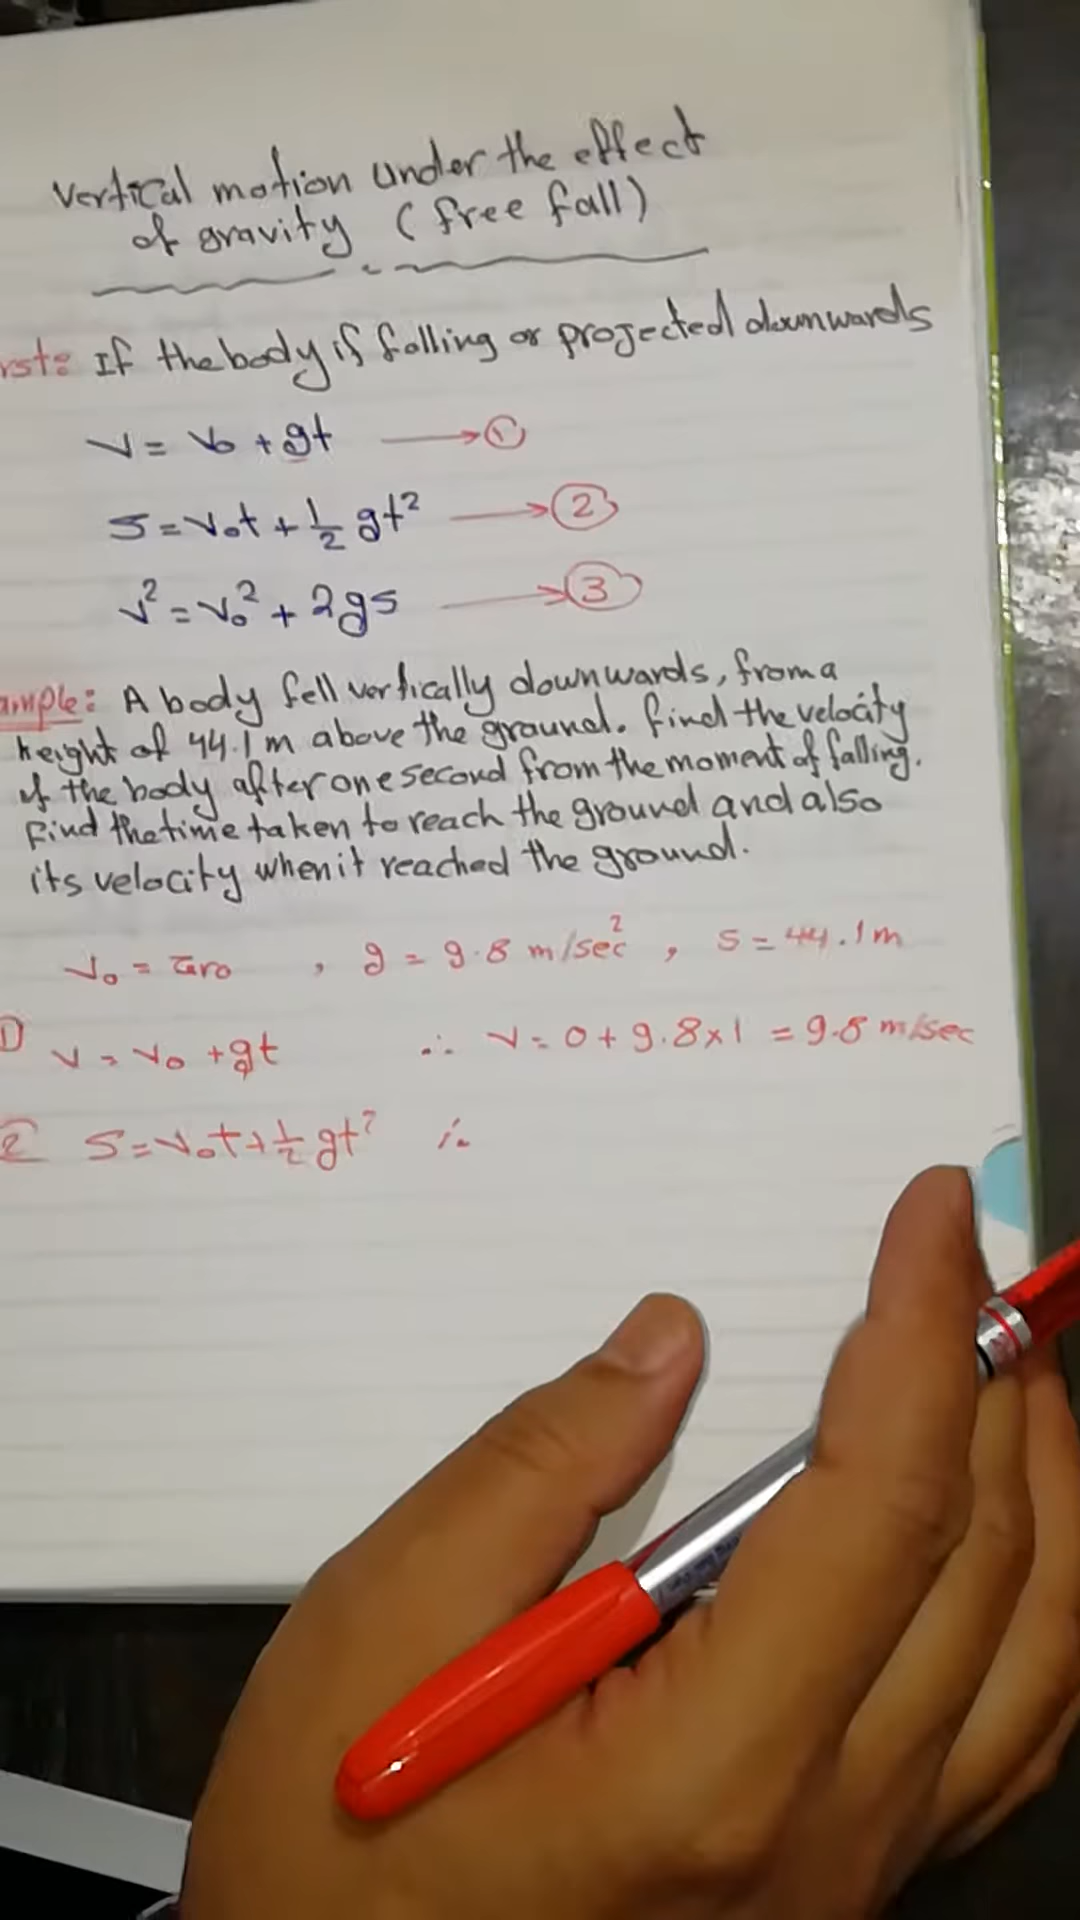 Vertical motion under the effect
of gravity (free fall)
rst: If the body if falling or projected downwards
V = V₀ + gt → ①
S = V₀t + ½ gt² → ②
V² = V₀² + 2gs → ③
ample: A body fell vertically downwards, from a
height of 44.1m above the ground. find the velocity
of the body after one second from the moment of falling.
Find the time taken to reach the ground and also
its velocity when it reached the ground.
V₀ = zero , g = 9.8 m/sec² , S = 44.1m
① V = V₀ + gt ∴ V = 0 + 9.8×1 = 9.8 m/sec
② S = V₀t + ½ gt² ∴